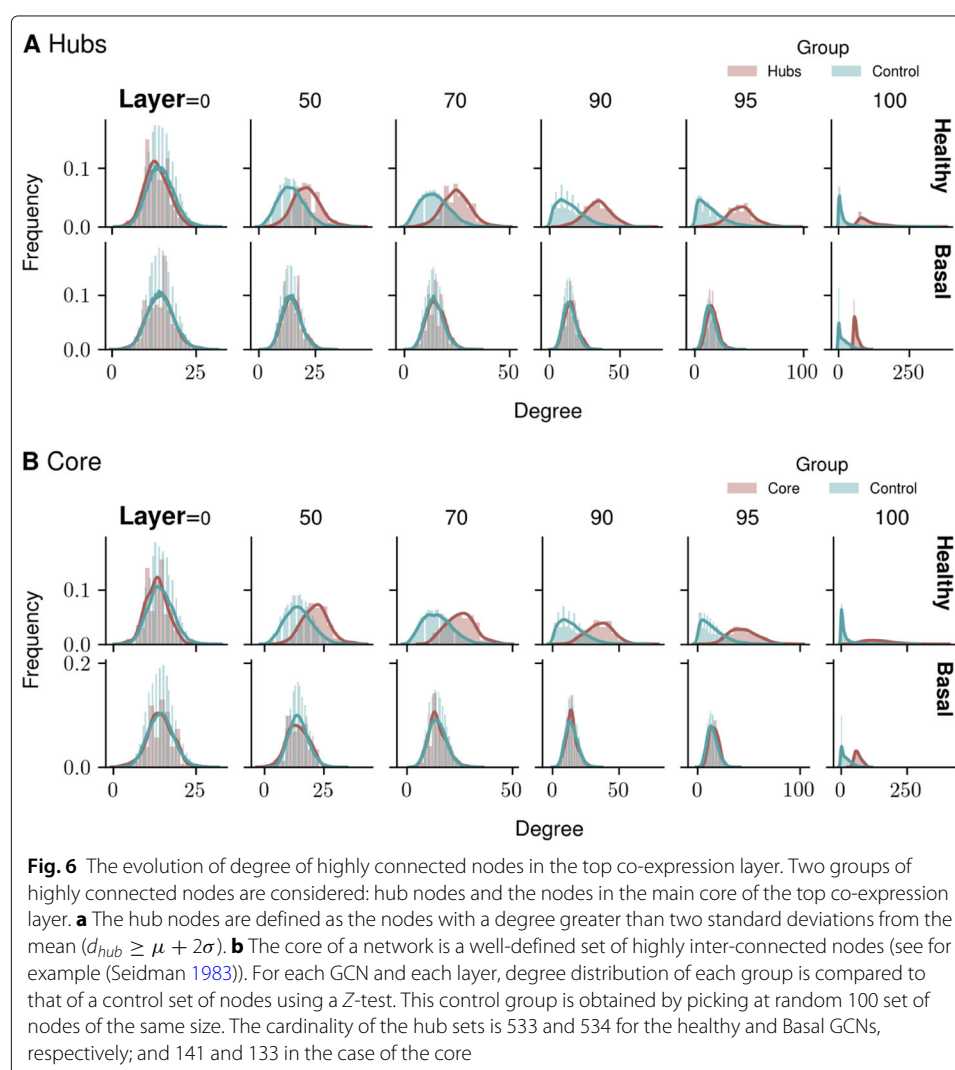 A Hubs
Group
Hubs Control
Layer=0 50 70 90 95 100
Healthy
0.1
0.0
Frequency
Basal
0.1
0.0
0 25 0 25 0 50 0 50 0 100 0 250
Degree
B Core
Group
Core Control
Layer=0 50 70 90 95 100
Healthy
0.1
0.0
Frequency
Basal
0.2
0.0
0 25 0 25 0 50 0 50 0 100 0 250
Degree
Fig. 6 The evolution of degree of highly connected nodes in the top co-expression layer. Two groups of
highly connected nodes are considered: hub nodes and the nodes in the main core of the top co-expression
layer. a The hub nodes are defined as the nodes with a degree greater than two standard deviations from the
mean (d_hub ≥ μ + 2σ). b The core of a network is a well-defined set of highly inter-connected nodes (see for
example (Seidman 1983)). For each GCN and each layer, degree distribution of each group is compared to
that of a control set of nodes using a Z-test. This control group is obtained by picking at random 100 set of
nodes of the same size. The cardinality of the hub sets is 533 and 534 for the healthy and Basal GCNs,
respectively; and 141 and 133 in the case of the core